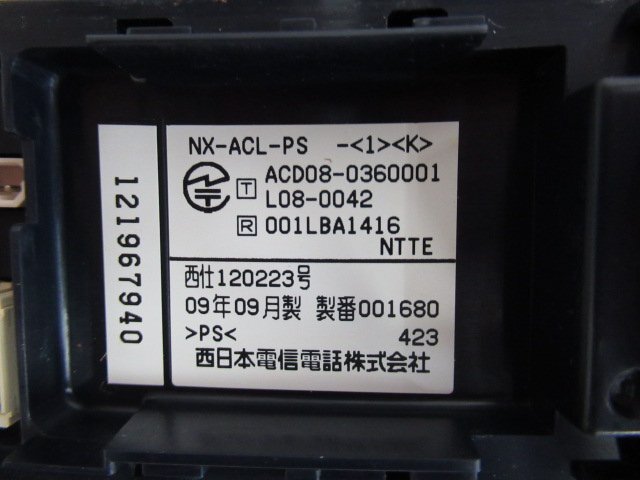 121967940
NX-ACL-PS -<1><K>
T ACD08-0360001
L08-0042
R 001LBA1416
NTTE
西仕120223号
09年09月製 製番001680
>PS< 423
西日本電信電話株式会社